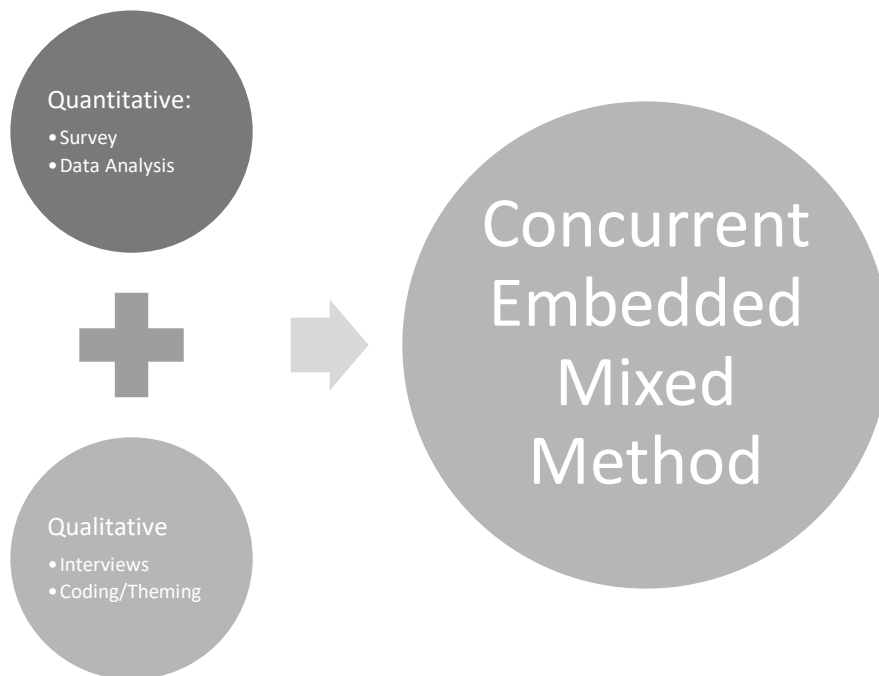 Quantitative:
•Survey
•Data Analysis
Qualitative
•Interviews
•Coding/Theming
Concurrent
Embedded
Mixed
Method